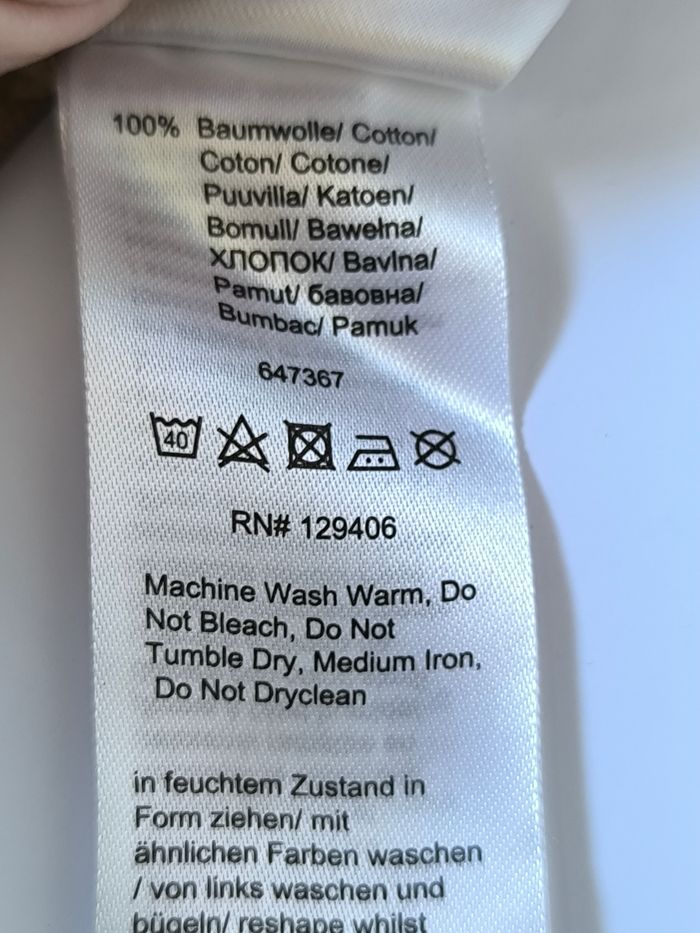 100% Baumwolle/ Cotton/
Coton/ Cotone/
Puuvilla/ Katoen/
Bomull/ Bawełna/
ХЛОПОК/ Bavlna/
Pamut/ бавовна/
Bumbac/ Pamuk
647367
40
RN# 129406
Machine Wash Warm, Do
Not Bleach, Do Not
Tumble Dry, Medium Iron,
Do Not Dryclean
in feuchtem Zustand in
Form ziehen/ mit
ähnlichen Farben waschen
/ von links waschen und
bügeln/ reshape whilst